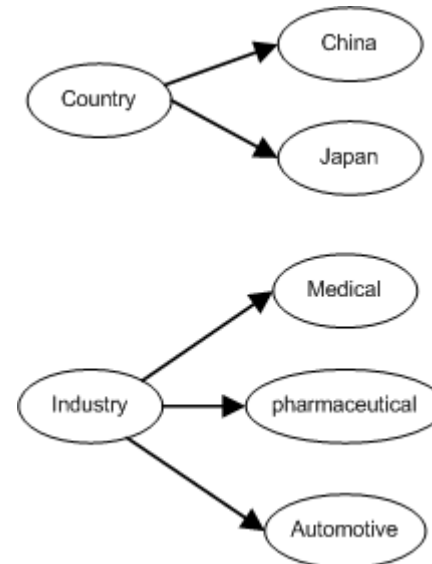 China
Country
Japan
Medical
Industry
pharmaceutical
Automotive